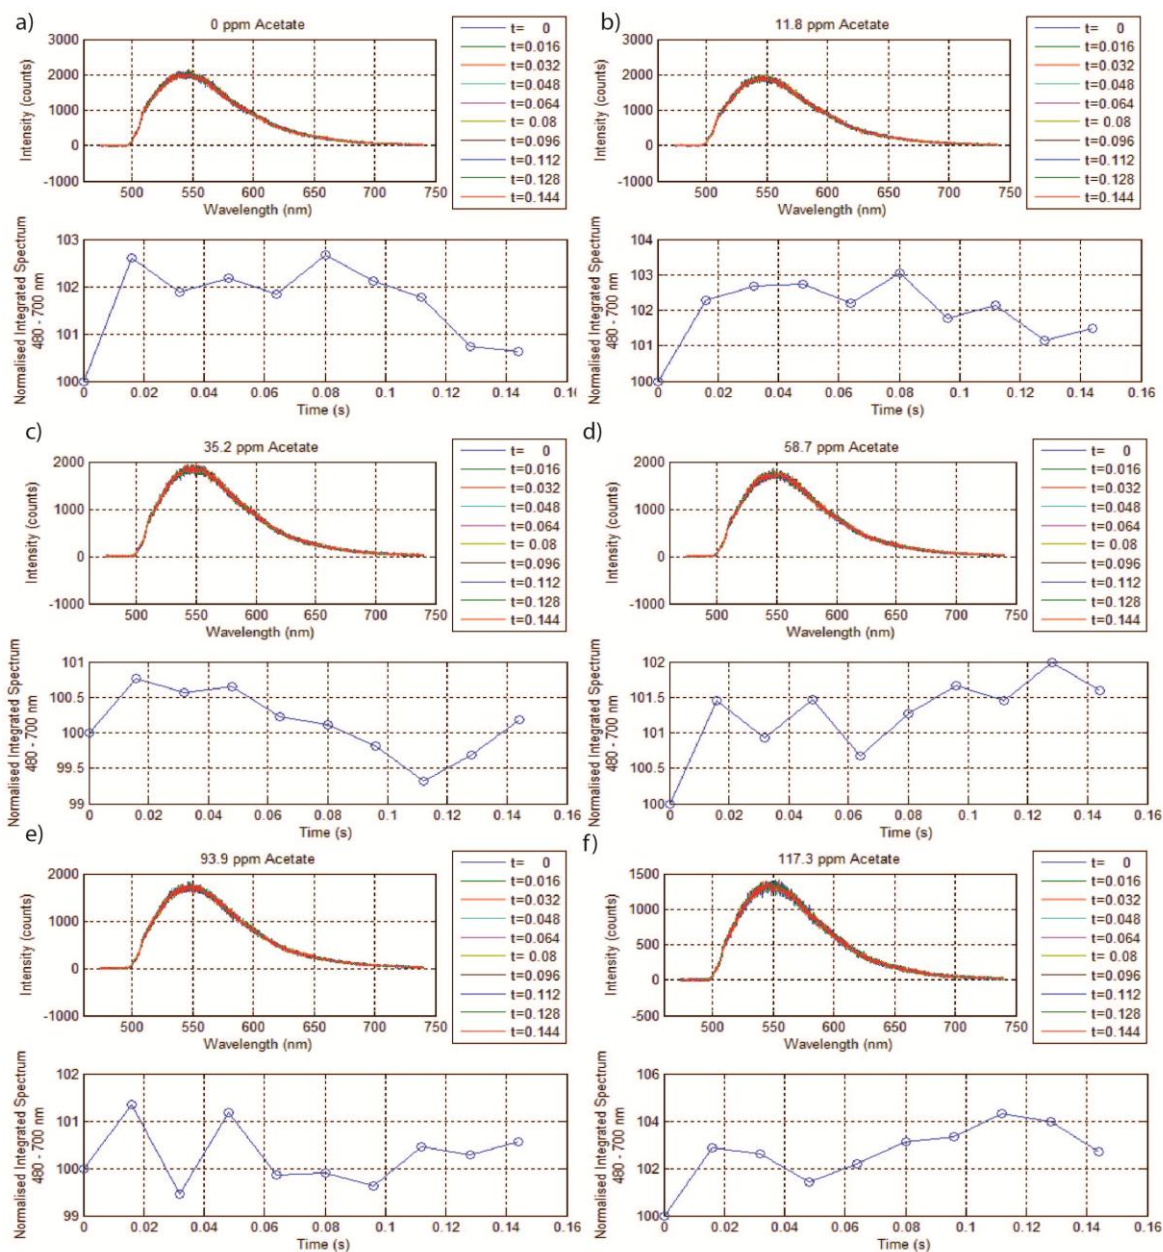 a)
0 ppm Acetate
3000
2000
1000
0
-1000
Intensity (counts)
500 550 600 650 700 750
Wavelength (nm)
t= 0
t=0.016
t=0.032
t=0.048
t=0.064
t= 0.08
t=0.096
t=0.112
t=0.128
t=0.144
103
102
101
100
Normalised Integrated Spectrum
480 - 700 nm
0 0.02 0.04 0.06 0.08 0.1 0.12 0.14 0.16
Time (s)
b)
11.8 ppm Acetate
3000
2000
1000
0
-1000
Intensity (counts)
500 550 600 650 700 750
Wavelength (nm)
t= 0
t=0.016
t=0.032
t=0.048
t=0.064
t= 0.08
t=0.096
t=0.112
t=0.128
t=0.144
104
103
102
101
100
Normalised Integrated Spectrum
480 - 700 nm
0 0.02 0.04 0.06 0.08 0.1 0.12 0.14 0.16
Time (s)
c)
35.2 ppm Acetate
2000
1000
0
-1000
Intensity (counts)
500 550 600 650 700 750
Wavelength (nm)
t= 0
t=0.016
t=0.032
t=0.048
t=0.064
t= 0.08
t=0.096
t=0.112
t=0.128
t=0.144
101
100.5
100
99.5
99
Normalised Integrated Spectrum
480 - 700 nm
0 0.02 0.04 0.06 0.08 0.1 0.12 0.14 0.16
Time (s)
d)
58.7 ppm Acetate
2000
1000
0
-1000
Intensity (counts)
500 550 600 650 700 750
Wavelength (nm)
t= 0
t=0.016
t=0.032
t=0.048
t=0.064
t= 0.08
t=0.096
t=0.112
t=0.128
t=0.144
102
101.5
101
100.5
100
Normalised Integrated Spectrum
480 - 700 nm
0 0.02 0.04 0.06 0.08 0.1 0.12 0.14 0.16
Time (s)
e)
93.9 ppm Acetate
2000
1000
0
-1000
Intensity (counts)
500 550 600 650 700 750
Wavelength (nm)
t= 0
t=0.016
t=0.032
t=0.048
t=0.064
t= 0.08
t=0.096
t=0.112
t=0.128
t=0.144
102
101
100
99
Normalised Integrated Spectrum
480 - 700 nm
0 0.02 0.04 0.06 0.08 0.1 0.12 0.14 0.16
Time (s)
f)
117.3 ppm Acetate
1500
1000
500
0
-500
Intensity (counts)
500 550 600 650 700 750
Wavelength (nm)
t= 0
t=0.016
t=0.032
t=0.048
t=0.064
t= 0.08
t=0.096
t=0.112
t=0.128
t=0.144
106
104
102
100
Normalised Integrated Spectrum
480 - 700 nm
0 0.02 0.04 0.06 0.08 0.1 0.12 0.14 0.16
Time (s)